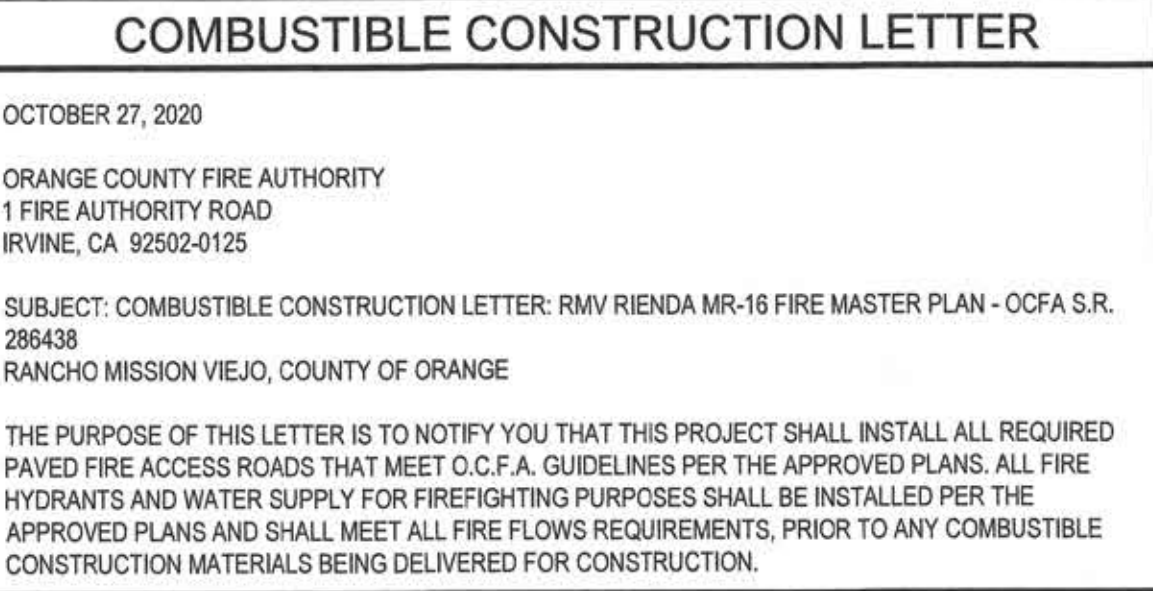 COMBUSTIBLE CONSTRUCTION LETTER
OCTOBER 27, 2020
ORANGE COUNTY FIRE AUTHORITY
1 FIRE AUTHORITY ROAD
IRVINE, CA 92502-0125
SUBJECT: COMBUSTIBLE CONSTRUCTION LETTER: RMV RIENDA MR-16 FIRE MASTER PLAN - OCFA S.R.
286438
RANCHO MISSION VIEJO, COUNTY OF ORANGE
THE PURPOSE OF THIS LETTER IS TO NOTIFY YOU THAT THIS PROJECT SHALL INSTALL ALL REQUIRED
PAVED FIRE ACCESS ROADS THAT MEET O.C.F.A. GUIDELINES PER THE APPROVED PLANS. ALL FIRE
HYDRANTS AND WATER SUPPLY FOR FIREFIGHTING PURPOSES SHALL BE INSTALLED PER THE
APPROVED PLANS AND SHALL MEET ALL FIRE FLOWS REQUIREMENTS, PRIOR TO ANY COMBUSTIBLE
CONSTRUCTION MATERIALS BEING DELIVERED FOR CONSTRUCTION.